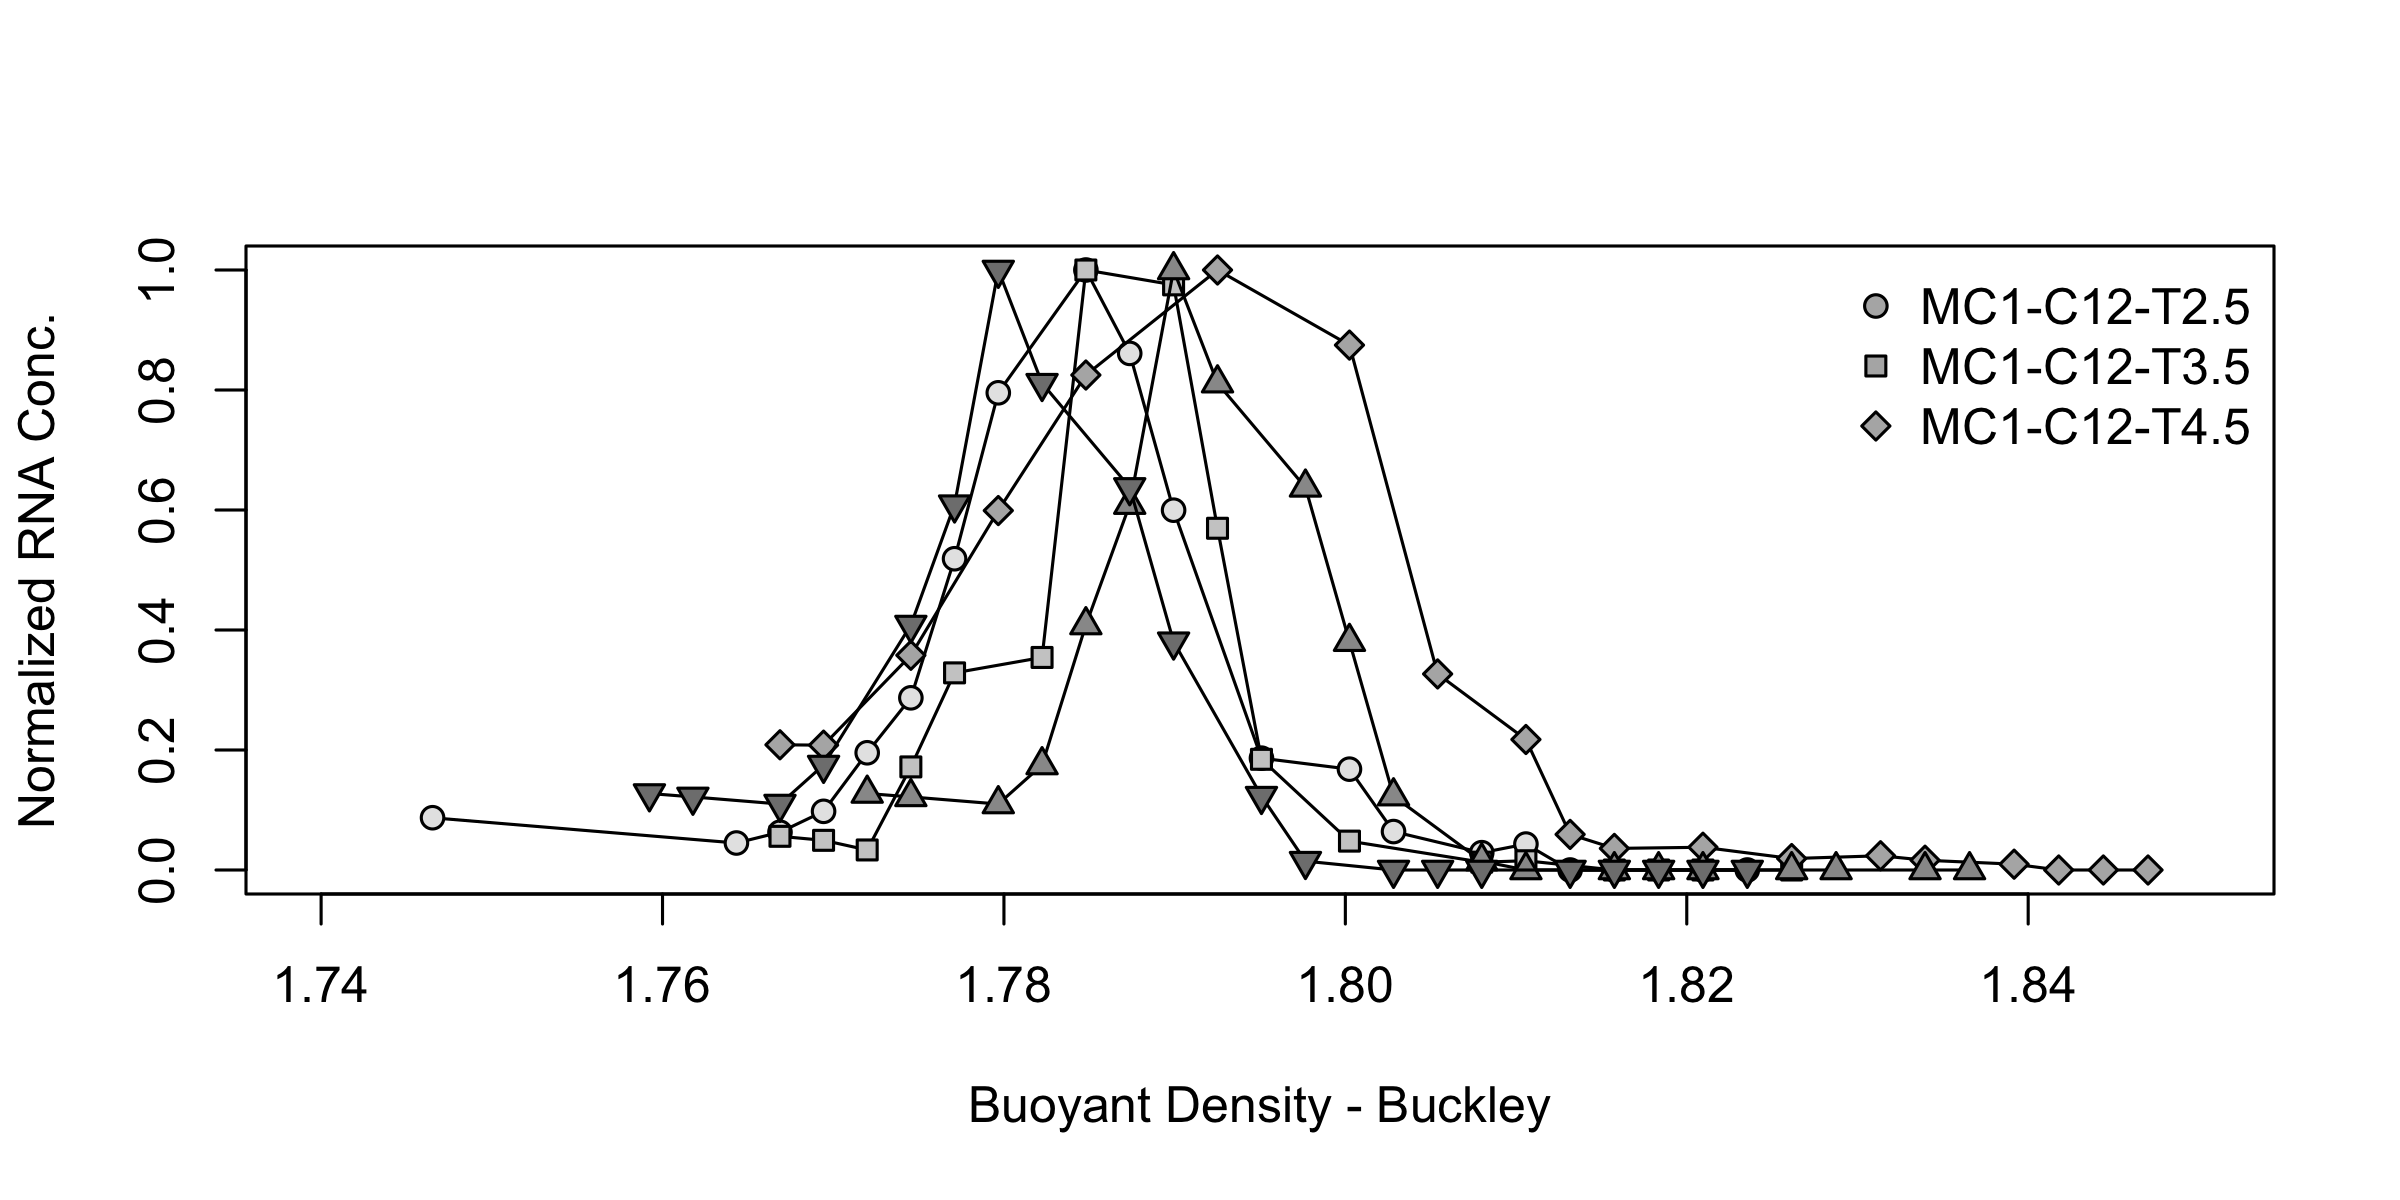 Normalized RNA Conc.
1.0
0.8
0.6
0.4
0.2
0.0
MC1-C12-T2.5
MC1-C12-T3.5
MC1-C12-T4.5
1.74 1.76 1.78 1.80 1.82 1.84
Buoyant Density - Buckley